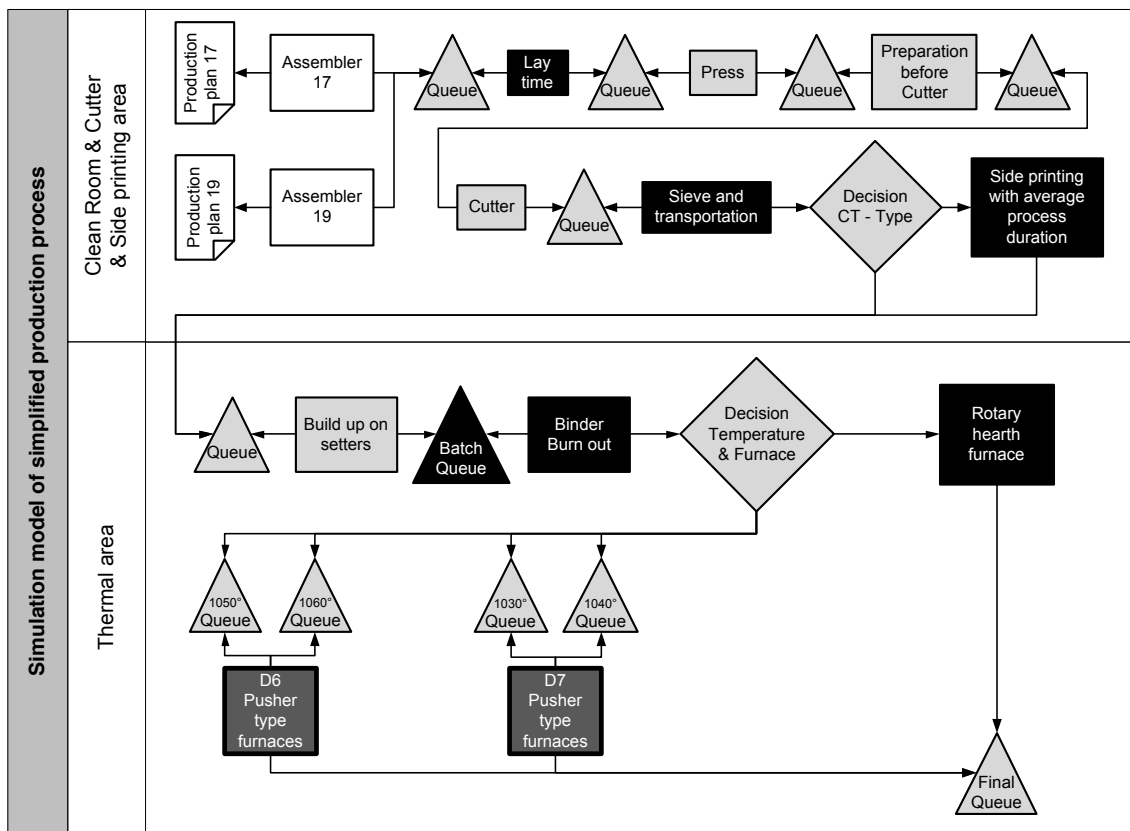 Simulation model of simplified production process
Clean Room & Cutter
& Side printing area
Production
plan 17
Assembler
17
Queue
Lay
time
Queue
Press
Queue
Preparation
before
Cutter
Queue
Production
plan 19
Assembler
19
Cutter
Queue
Sieve and
transportation
Decision
CT - Type
Side printing
with average
process
duration
Thermal area
Queue
Build up on
setters
Batch
Queue
Binder
Burn out
Decision
Temperature
& Furnace
Rotary
hearth
furnace
1050°
Queue
1060°
Queue
1030°
Queue
1040°
Queue
D6
Pusher
type
furnaces
D7
Pusher
type
furnaces
Final
Queue